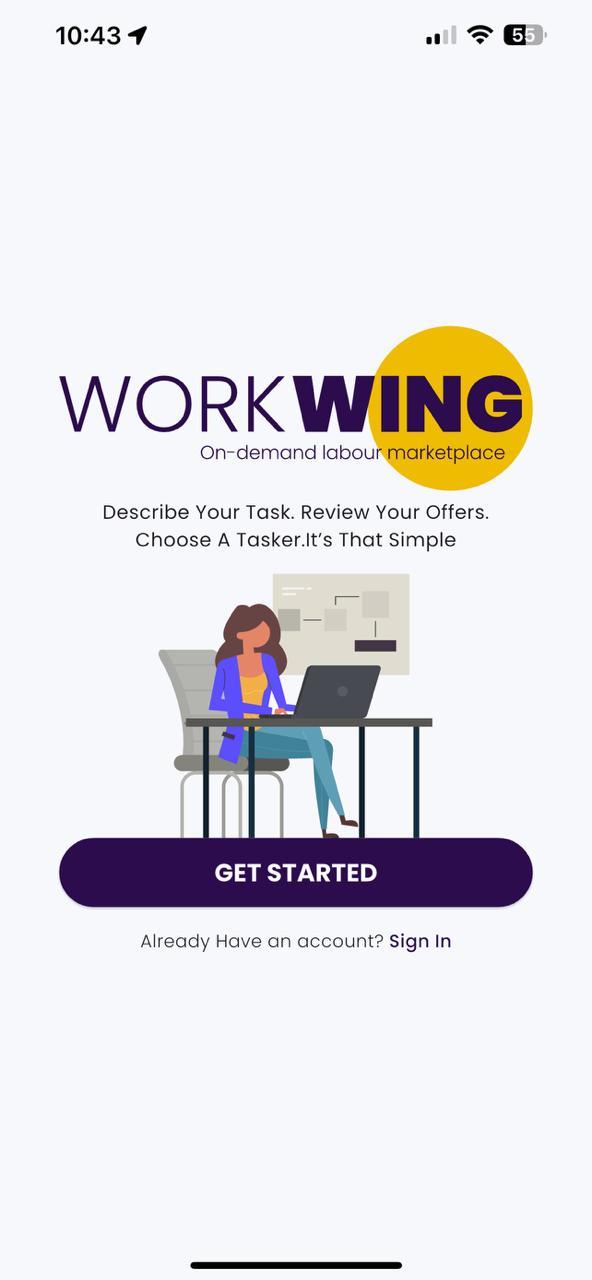 10:43
55
WORKWING
On-demand labour marketplace
Describe Your Task. Review Your Offers.
Choose A Tasker.It’s That Simple
GET STARTED
Already Have an account? Sign In